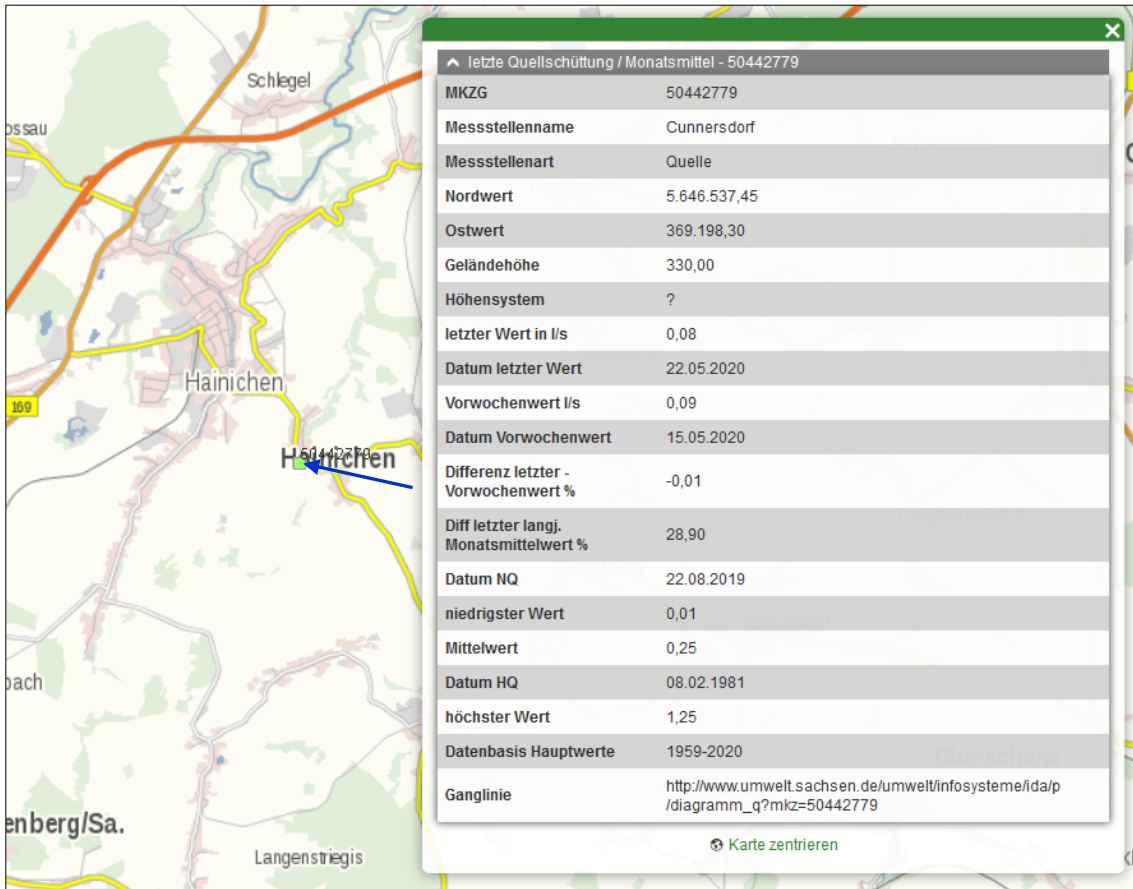 Schlegel
ossau
Hainichen
169
50442779
Hainichen
bach
enberg/Sa.
Langenstriegis
letzte Quellschüttung / Monatsmittel - 50442779
MKZG 50442779
Messstellenname Cunnersdorf
Messstellenart Quelle
Nordwert 5.646.537,45
Ostwert 369.198,30
Geländehöhe 330,00
Höhensystem ?
letzter Wert in l/s 0,08
Datum letzter Wert 22.05.2020
Vorwochenwert l/s 0,09
Datum Vorwochenwert 15.05.2020
Differenz letzter -
Vorwochenwert % -0,01
Diff letzter langj.
Monatsmittelwert % 28,90
Datum NQ 22.08.2019
niedrigster Wert 0,01
Mittelwert 0,25
Datum HQ 08.02.1981
höchster Wert 1,25
Datenbasis Hauptwerte 1959-2020
Ganglinie http://www.umwelt.sachsen.de/umwelt/infosysteme/ida/p
/diagramm_q?mkz=50442779
Karte zentrieren